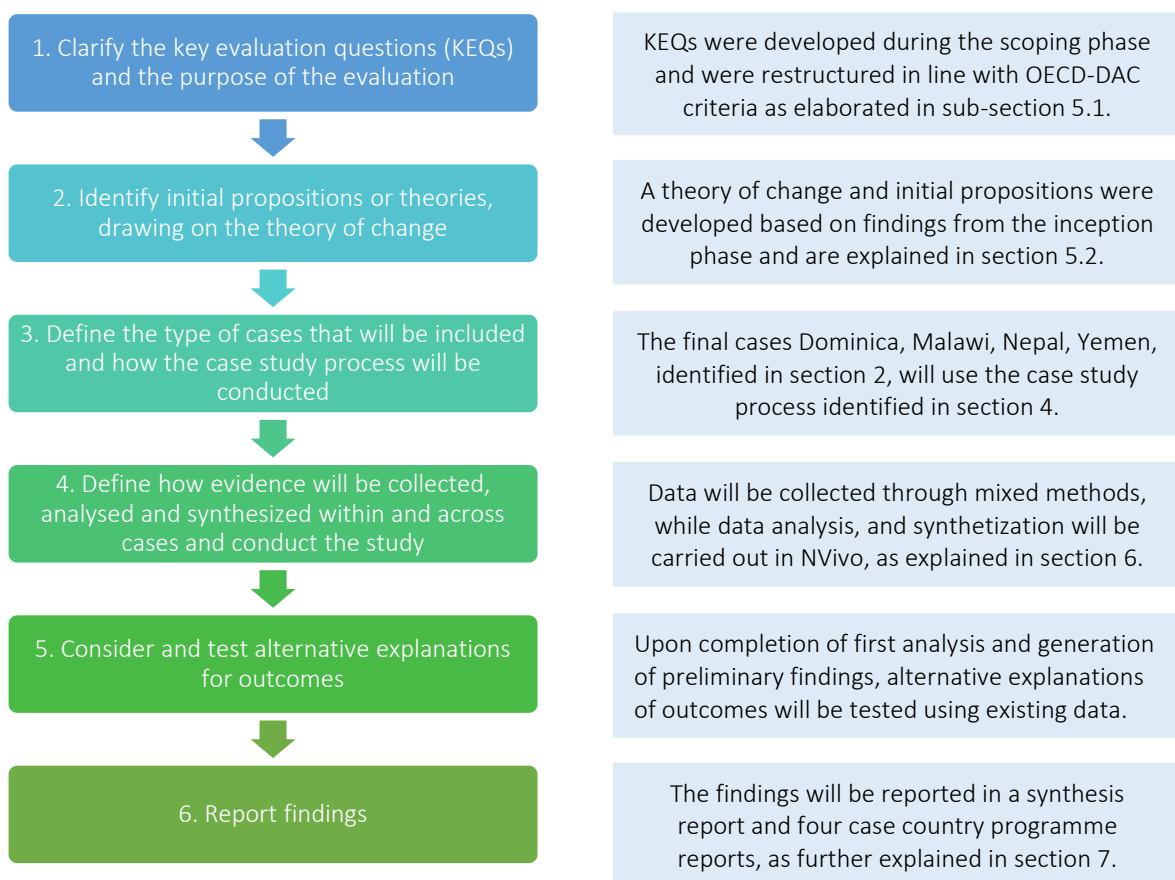 1. Clarify the key evaluation questions (KEQs)
and the purpose of the evaluation
KEQs were developed during the scoping phase
and were restructured in line with OECD-DAC
criteria as elaborated in sub-section 5.1.
2. Identify initial propositions or theories,
drawing on the theory of change
A theory of change and initial propositions were
developed based on findings from the inception
phase and are explained in section 5.2.
3. Define the type of cases that will be included
and how the case study process will be
conducted
The final cases Dominica, Malawi, Nepal, Yemen,
identified in section 2, will use the case study
process identified in section 4.
4. Define how evidence will be collected,
analysed and synthesized within and across
cases and conduct the study
Data will be collected through mixed methods,
while data analysis, and synthetization will be
carried out in NVivo, as explained in section 6.
5. Consider and test alternative explanations
for outcomes
Upon completion of first analysis and generation
of preliminary findings, alternative explanations
of outcomes will be tested using existing data.
6. Report findings
The findings will be reported in a synthesis
report and four case country programme
reports, as further explained in section 7.